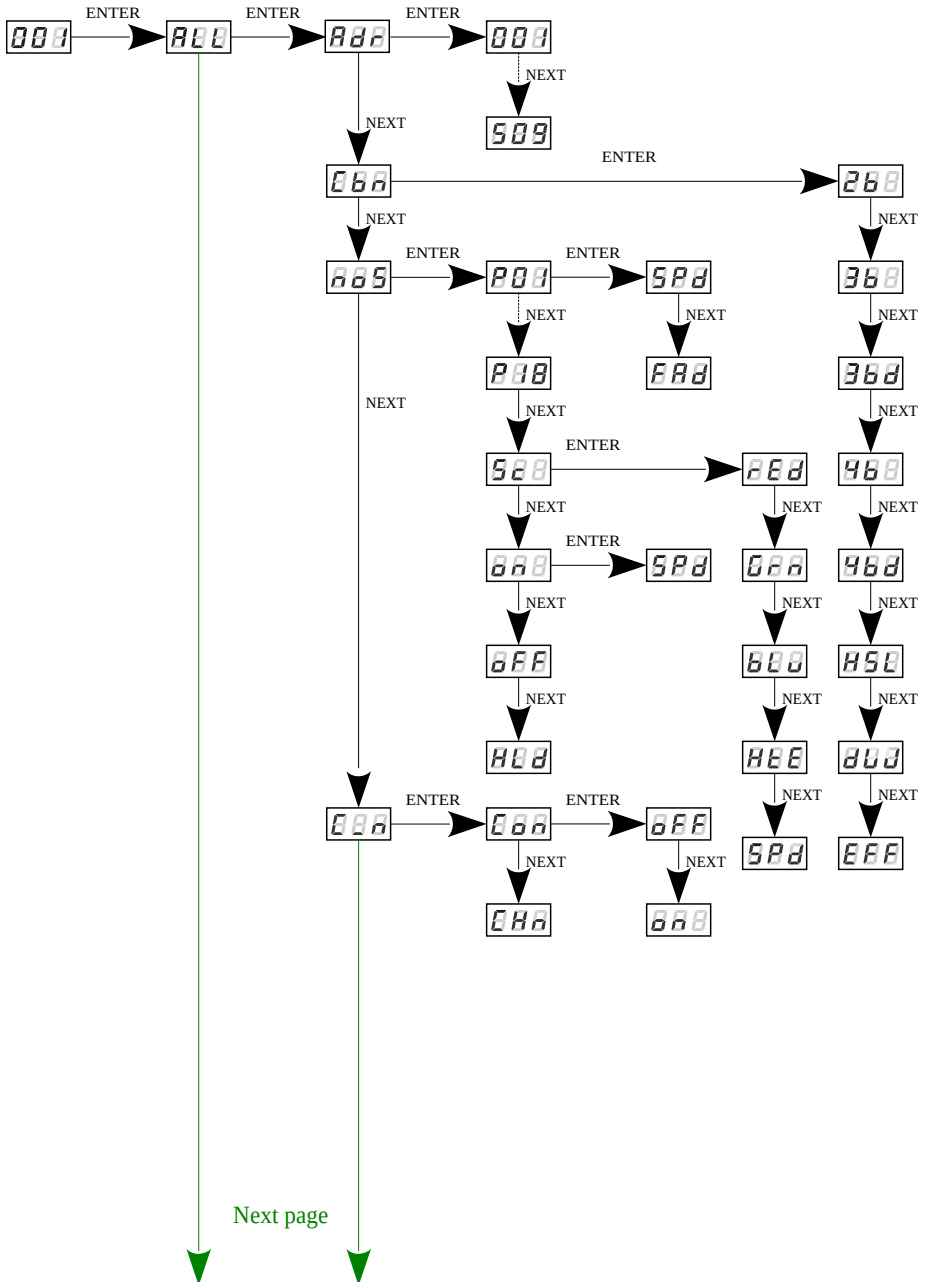 ENTER ENTER ENTER
001 ALL Adr 001
NEXT
509
NEXT
ENTER
Cbn 2b
NEXT NEXT
ENTER ENTER
noS P01 SPd 3b
NEXT NEXT NEXT
P18 FAd 3bd
NEXT NEXT NEXT
ENTER
Sc rEd 4b
NEXT NEXT NEXT
ENTER
on SPd Grn 4bd
NEXT NEXT NEXT
oFF bLu HSL
NEXT NEXT NEXT
HLd HtE dUJ
NEXT NEXT
ENTER ENTER
C_n Con oFF SPd EFF
NEXT NEXT
CHn on
Next page